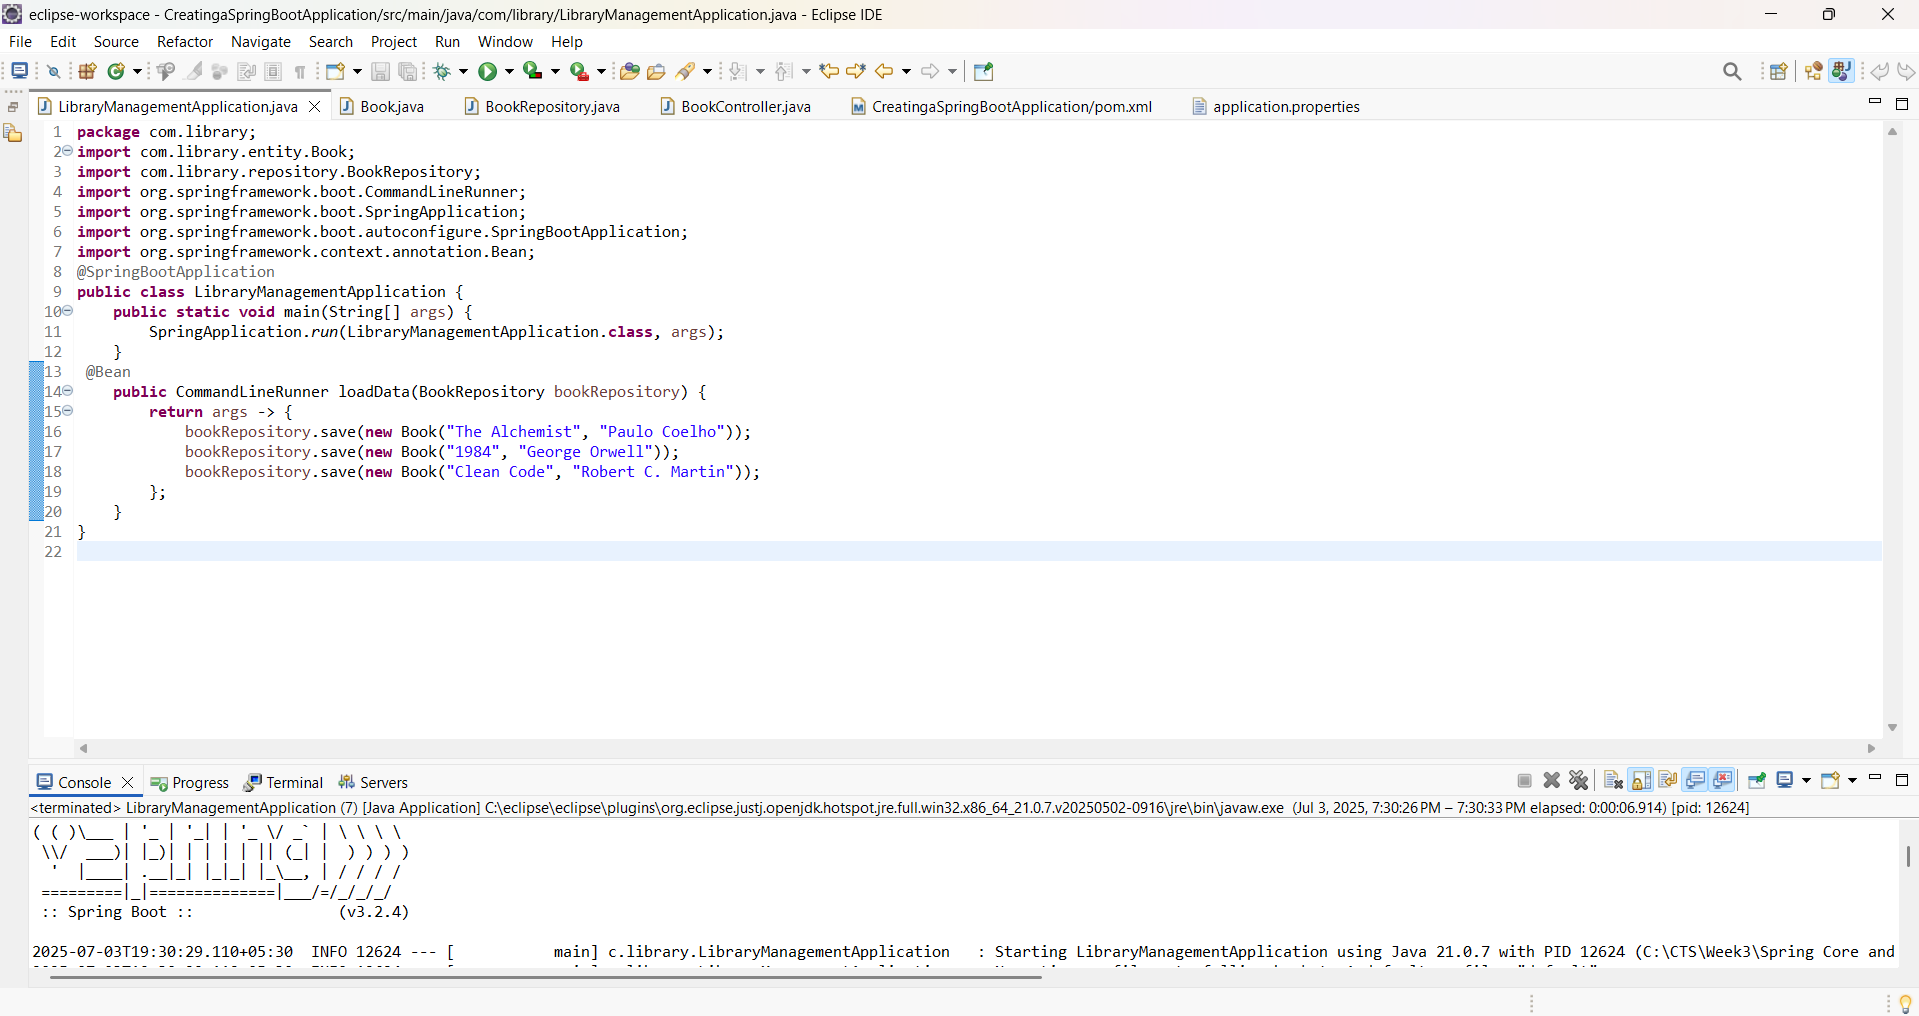 eclipse-workspace - CreatingaSpringBootApplication/src/main/java/com/library/LibraryManagementApplication.java - Eclipse IDE
File Edit Source Refactor Navigate Search Project Run Window Help
LibraryManagementApplication.java Book.java BookRepository.java BookController.java CreatingaSpringBootApplication/pom.xml application.properties
1 package com.library;
2 import com.library.entity.Book;
3 import com.library.repository.BookRepository;
4 import org.springframework.boot.CommandLineRunner;
5 import org.springframework.boot.SpringApplication;
6 import org.springframework.boot.autoconfigure.SpringBootApplication;
7 import org.springframework.context.annotation.Bean;
8 @SpringBootApplication
9 public class LibraryManagementApplication {
10     public static void main(String[] args) {
11         SpringApplication.run(LibraryManagementApplication.class, args);
12     }
13  @Bean
14     public CommandLineRunner loadData(BookRepository bookRepository) {
15         return args -> {
16             bookRepository.save(new Book("The Alchemist", "Paulo Coelho"));
17             bookRepository.save(new Book("1984", "George Orwell"));
18             bookRepository.save(new Book("Clean Code", "Robert C. Martin"));
19         };
20     }
21 }
22
Console Progress Terminal Servers
<terminated> LibraryManagementApplication (7) [Java Application] C:\eclipse\eclipse\plugins\org.eclipse.justj.openjdk.hotspot.jre.full.win32.x86_64_21.0.7.v20250502-0916\jre\bin\javaw.exe (Jul 3, 2025, 7:30:26 PM – 7:30:33 PM elapsed: 0:00:06.914) [pid: 12624]
( ( )\___ | '_ | '_| | '_ \/ _` | \ \ \ \
 \\/  ___)| |_)| | | | | || (_| |  ) ) ) )
  '  |____| .__|_| |_|_| |_\__, | / / / /
 =========|_|==============|___/=/_/_/_/
 :: Spring Boot ::                (v3.2.4)
2025-07-03T19:30:29.110+05:30  INFO 12624 --- [           main] c.library.LibraryManagementApplication   : Starting LibraryManagementApplication using Java 21.0.7 with PID 12624 (C:\CTS\Week3\Spring Core and